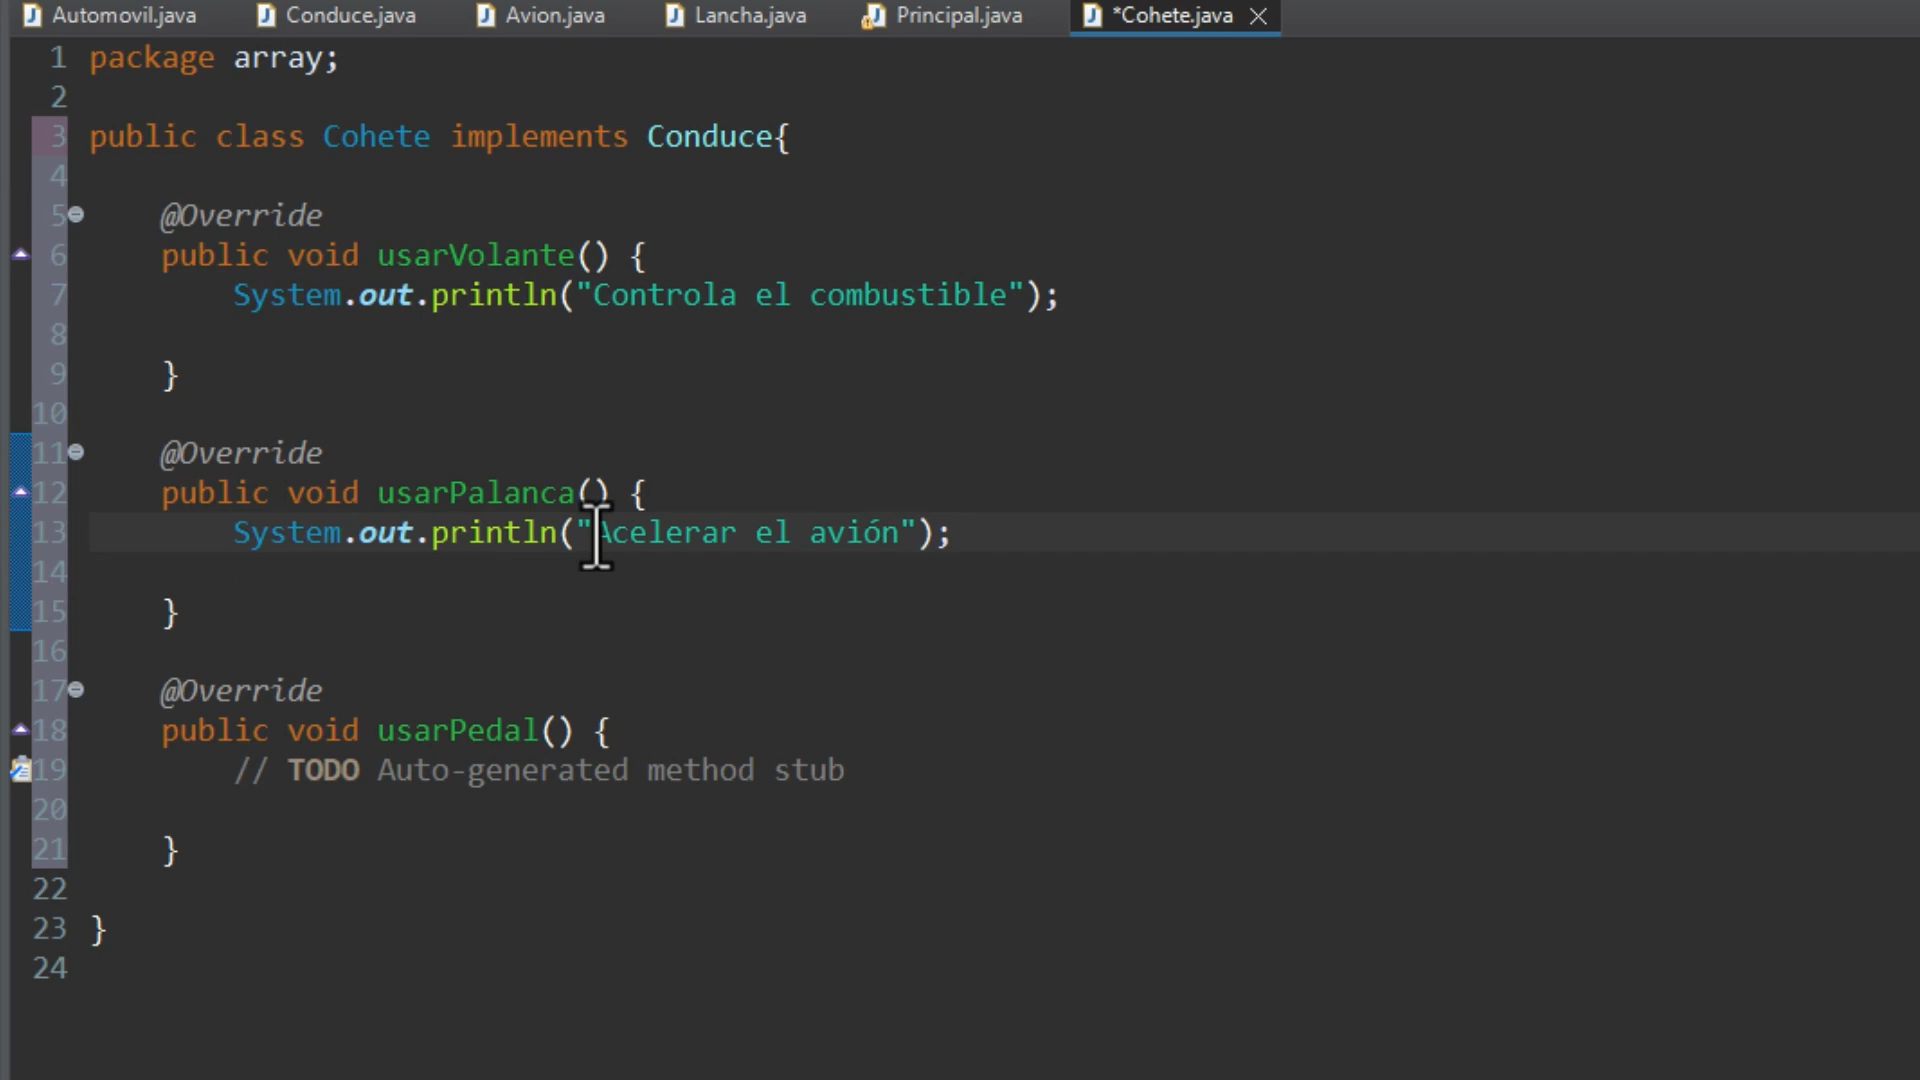 Automovil.java Conduce.java Avion.java Lancha.java Principal.java *Cohete.java
1 package array;
2
3 public class Cohete implements Conduce{
4
5 @Override
6 public void usarVolante() {
7 System.out.println("Controla el combustible");
8
9 }
10
11 @Override
12 public void usarPalanca() {
13 System.out.println("Acelerar el avión");
14
15 }
16
17 @Override
18 public void usarPedal() {
19 // TODO Auto-generated method stub
20
21 }
22
23 }
24